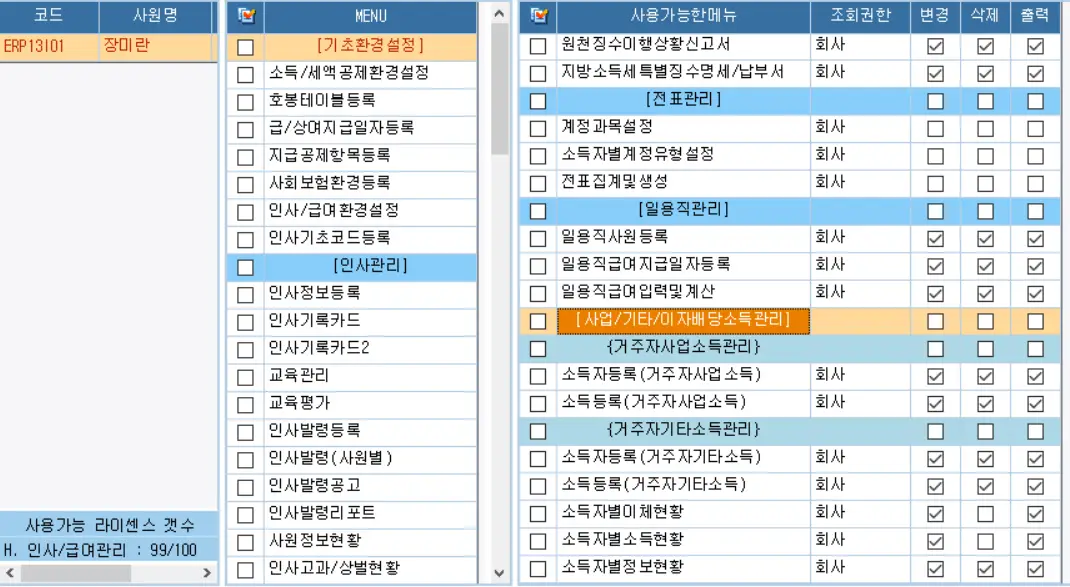 코드 사원명
ERP13I01 장미란
사용가능 라이센스 갯수
H. 인사/급여관리 : 99/100
MENU
[기초환경설정]
소득/세액공제환경설정
호봉테이블등록
급/상여지급일자등록
지급공제항목등록
사회보험환경등록
인사/급여환경설정
인사기초코드등록
[인사관리]
인사정보등록
인사기록카드
인사기록카드2
교육관리
교육평가
인사발령등록
인사발령(사원별)
인사발령공고
인사발령리포트
사원정보현황
인사고과/상벌현황
사용가능한메뉴 조회권한 변경 삭제 출력
원천징수이행상황신고서 회사
지방소득세특별징수명세/납부서 회사
[전표관리]
계정과목설정 회사
소득자별계정유형설정 회사
전표집계및생성 회사
[일용직관리]
일용직사원등록 회사
일용직급여지급일자등록 회사
일용직급여입력및계산 회사
[사업/기타/이자배당소득관리]
{거주자사업소득관리}
소득자등록(거주자사업소득) 회사
소득등록(거주자사업소득) 회사
{거주자기타소득관리}
소득자등록(거주자기타소득) 회사
소득등록(거주자기타소득) 회사
소득자별이체현황 회사
소득자별소득현황 회사
소득자별정보현황 회사